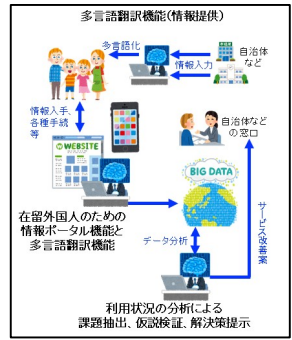 多言語翻訳機能(情報提供)
多言語化
情報入力
自治体
など
情報入手、
各種手続
等
WEBSITE
自治体など
の窓口
BIG DATA
在留外国人のための
情報ポータル機能と
多言語翻訳機能
データ分析
サービス改善案
利用状況の分析による
課題抽出、仮説検証、解決策提示